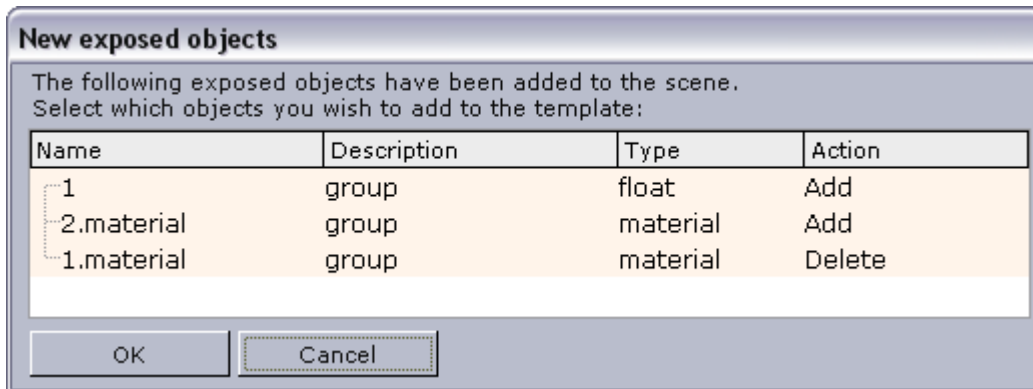 New exposed objects
The following exposed objects have been added to the scene.
Select which objects you wish to add to the template:
Name Description Type Action
1 group float Add
2.material group material Add
1.material group material Delete
OK Cancel